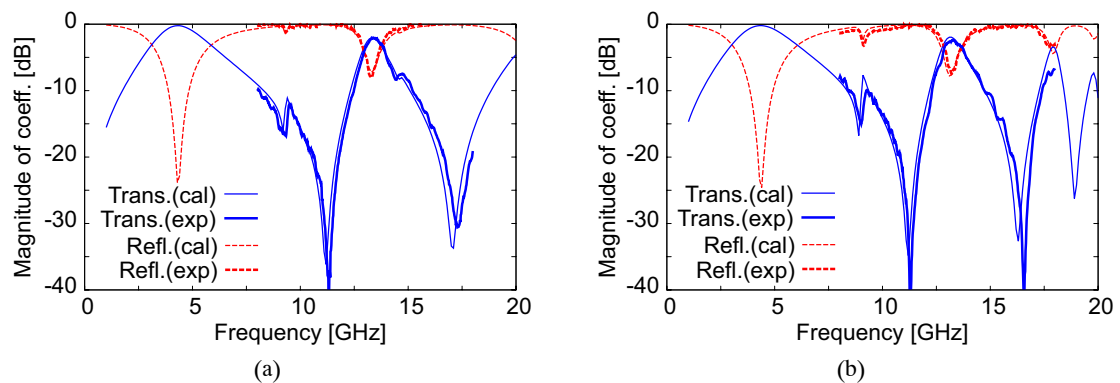 0
-10
-20
-30
-40
Magnitude of coeff. [dB]
Trans.(cal)
Trans.(exp)
Refl.(cal)
Refl.(exp)
0 5 10 15 20
Frequency [GHz]
(a)
0
-10
-20
-30
-40
Magnitude of coeff. [dB]
Trans.(cal)
Trans.(exp)
Refl.(cal)
Refl.(exp)
0 5 10 15 20
Frequency [GHz]
(b)